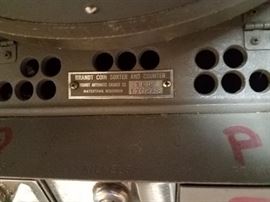 BRANDT COIN SORTER AND COUNTER
BRANDT AUTOMATIC CASHIER CO.
WATERTOWN, WISCONSIN
P